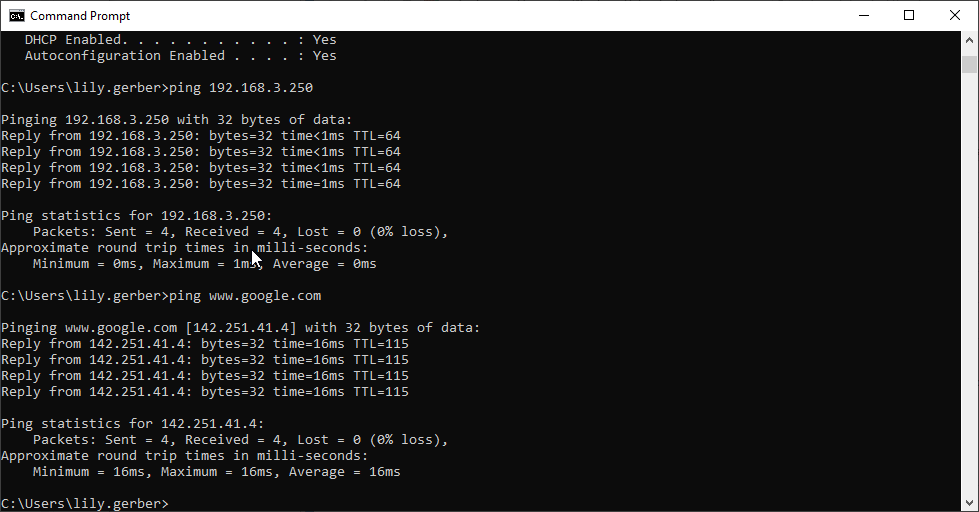 Command Prompt
DHCP Enabled. . . . . . . . . . . : Yes
Autoconfiguration Enabled . . . . : Yes
C:\Users\lily.gerber>ping 192.168.3.250
Pinging 192.168.3.250 with 32 bytes of data:
Reply from 192.168.3.250: bytes=32 time<1ms TTL=64
Reply from 192.168.3.250: bytes=32 time<1ms TTL=64
Reply from 192.168.3.250: bytes=32 time<1ms TTL=64
Reply from 192.168.3.250: bytes=32 time=1ms TTL=64
Ping statistics for 192.168.3.250:
Packets: Sent = 4, Received = 4, Lost = 0 (0% loss),
Approximate round trip times in milli-seconds:
Minimum = 0ms, Maximum = 1ms, Average = 0ms
C:\Users\lily.gerber>ping www.google.com
Pinging www.google.com [142.251.41.4] with 32 bytes of data:
Reply from 142.251.41.4: bytes=32 time=16ms TTL=115
Reply from 142.251.41.4: bytes=32 time=16ms TTL=115
Reply from 142.251.41.4: bytes=32 time=16ms TTL=115
Reply from 142.251.41.4: bytes=32 time=16ms TTL=115
Ping statistics for 142.251.41.4:
Packets: Sent = 4, Received = 4, Lost = 0 (0% loss),
Approximate round trip times in milli-seconds:
Minimum = 16ms, Maximum = 16ms, Average = 16ms
C:\Users\lily.gerber>